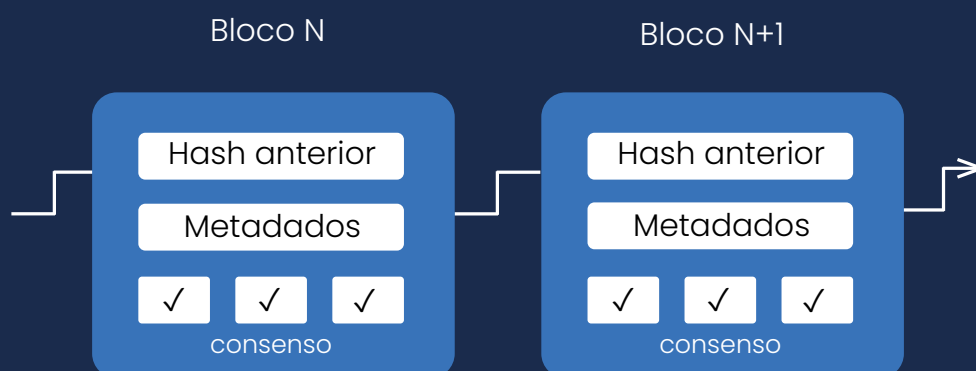 Bloco N
Bloco N+1
Hash anterior
Hash anterior
Metadados
Metadados
✓ ✓ ✓
✓ ✓ ✓
consenso
consenso